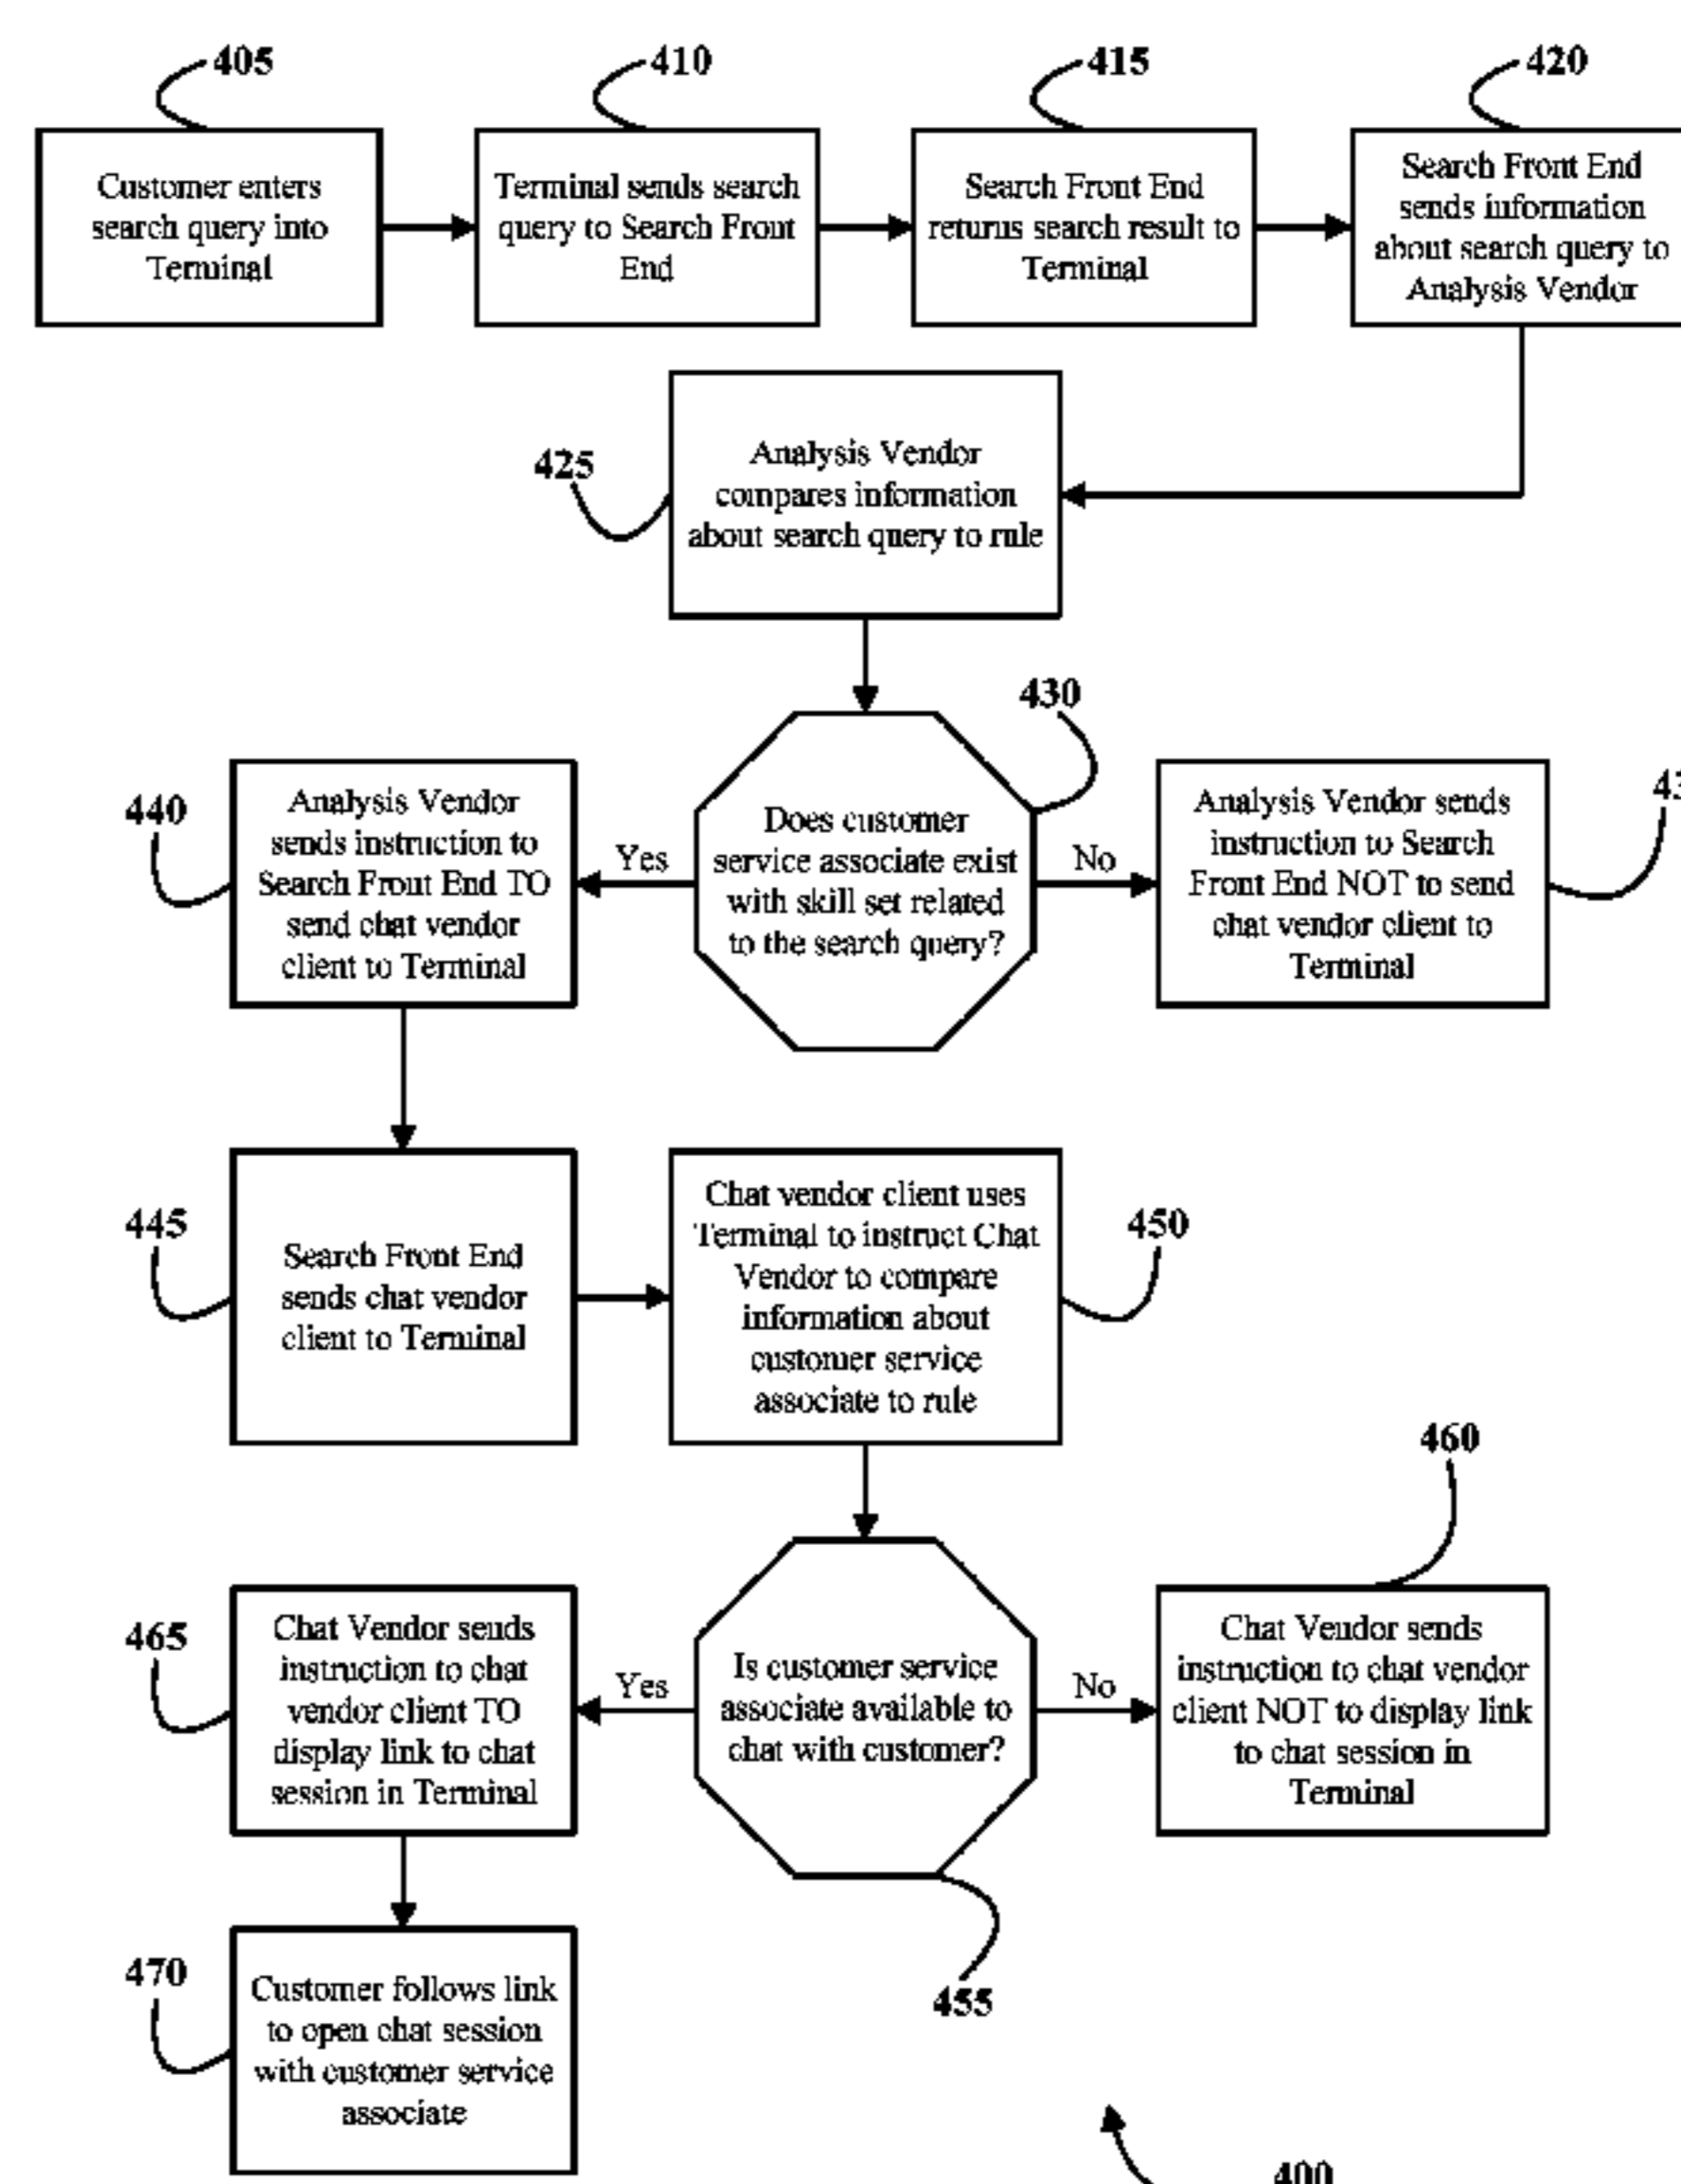 405
Customer enters
search query into
Terminal
410
Terminal sends search
query to Search Front
End
415
Search Front End
returns search result to
Terminal
420
Search Front End
sends information
about search query to
Analysis Vendor
425
Analysis Vendor
compares information
about search query to rule
430
Does customer
service associate exist
with skill set related
to the search query?
Yes
No
440
Analysis Vendor
sends instruction to
Search Front End TO
send chat vendor
client to Terminal
Analysis Vendor sends
instruction to Search
Front End NOT to send
chat vendor client to
Terminal
445
Search Front End
sends chat vendor
client to Terminal
450
Chat vendor client uses
Terminal to instruct Chat
Vendor to compare
information about
customer service
associate to rule
455
Is customer service
associate available to
chat with customer?
Yes
No
460
Chat Vendor sends
instruction to chat vendor
client NOT to display link
to chat session in
Terminal
465
Chat Vendor sends
instruction to chat
vendor client TO
display link to chat
session in Terminal
470
Customer follows link
to open chat session
with customer service
associate
400